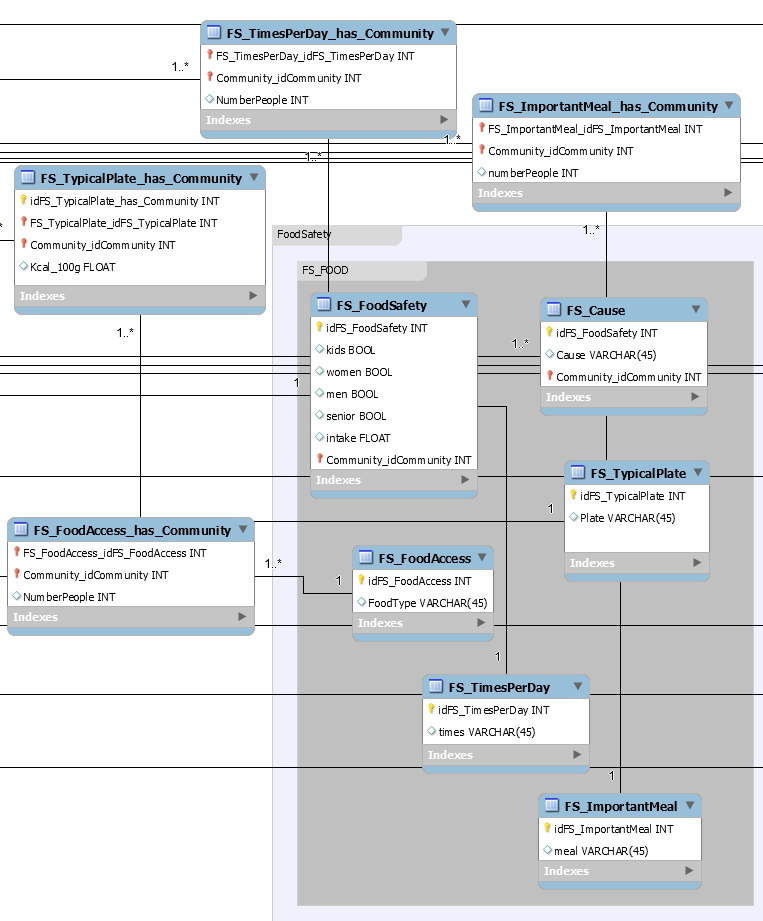 FS_TimesPerDay_has_Community
FS_TimesPerDay_idFS_TimesPerDay INT
Community_idCommunity INT
NumberPeople INT
Indexes
1..*
FS_ImportantMeal_has_Community
FS_ImportantMeal_idFS_ImportantMeal INT
Community_idCommunity INT
numberPeople INT
Indexes
1..*
1..*
FS_TypicalPlate_has_Community
idFS_TypicalPlate_has_Community INT
FS_TypicalPlate_idFS_TypicalPlate INT
Community_idCommunity INT
Kcal_100g FLOAT
Indexes
*
1..*
1..*
FoodSafety
FS_FOOD
FS_FoodSafety
idFS_FoodSafety INT
kids BOOL
women BOOL
men BOOL
senior BOOL
intake FLOAT
Community_idCommunity INT
Indexes
1
1..*
FS_Cause
idFS_FoodSafety INT
Cause VARCHAR(45)
Community_idCommunity INT
Indexes
FS_TypicalPlate
idFS_TypicalPlate INT
Plate VARCHAR(45)
Indexes
1
FS_FoodAccess_has_Community
FS_FoodAccess_idFS_FoodAccess INT
Community_idCommunity INT
NumberPeople INT
Indexes
1..*
1
FS_FoodAccess
idFS_FoodAccess INT
FoodType VARCHAR(45)
Indexes
1
FS_TimesPerDay
idFS_TimesPerDay INT
times VARCHAR(45)
Indexes
1
FS_ImportantMeal
idFS_ImportantMeal INT
meal VARCHAR(45)
Indexes